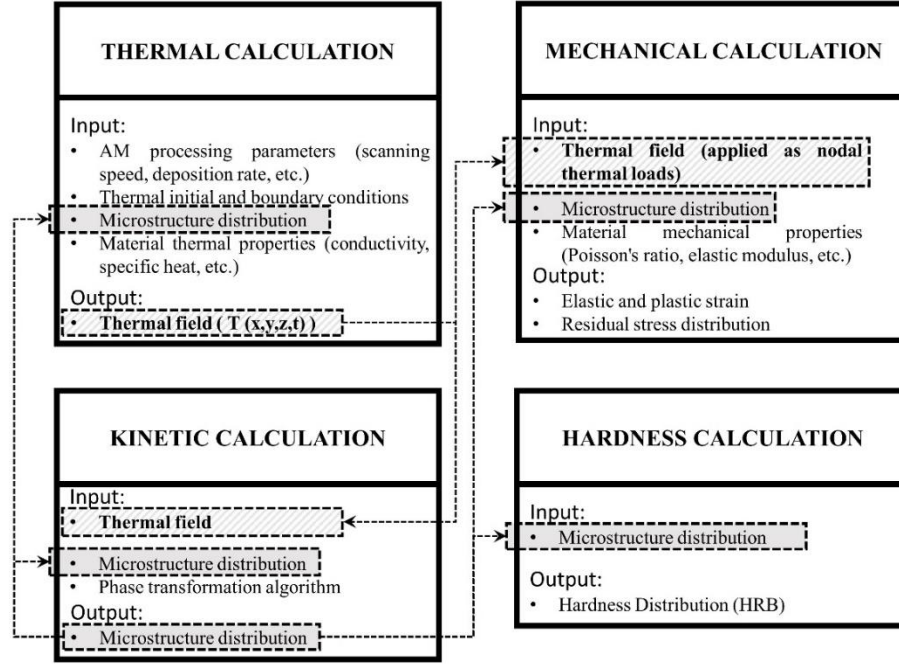 THERMAL CALCULATION
Input:
• AM processing parameters (scanning
speed, deposition rate, etc.)
• Thermal initial and boundary conditions
• Microstructure distribution
• Material thermal properties (conductivity,
specific heat, etc.)
Output:
• Thermal field ( T (x,y,z,t) )
MECHANICAL CALCULATION
Input:
• Thermal field (applied as nodal
thermal loads)
• Microstructure distribution
• Material mechanical properties
(Poisson's ratio, elastic modulus, etc.)
Output:
• Elastic and plastic strain
• Residual stress distribution
KINETIC CALCULATION
Input:
• Thermal field
• Microstructure distribution
• Phase transformation algorithm
Output:
• Microstructure distribution
HARDNESS CALCULATION
Input:
• Microstructure distribution
Output:
• Hardness Distribution (HRB)